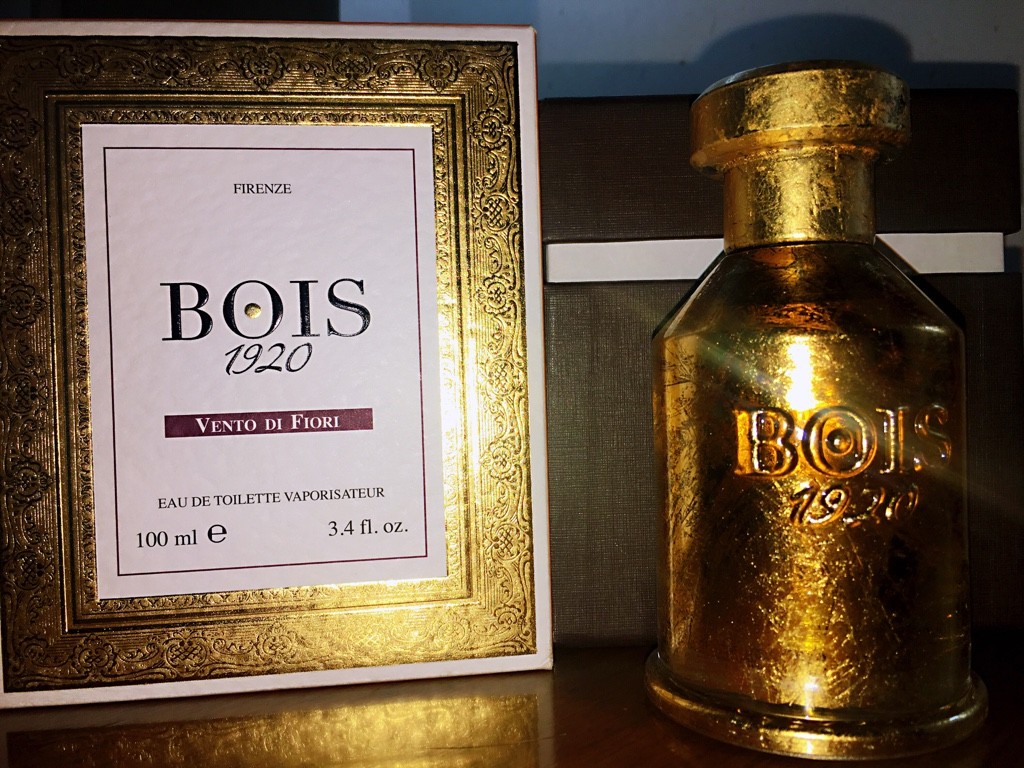 FIRENZE
BOIS
1920
VENTO DI FIORI
EAU DE TOILETTE VAPORISATEUR
100 ml ℮ 3.4 fl. oz.
BOIS
1920